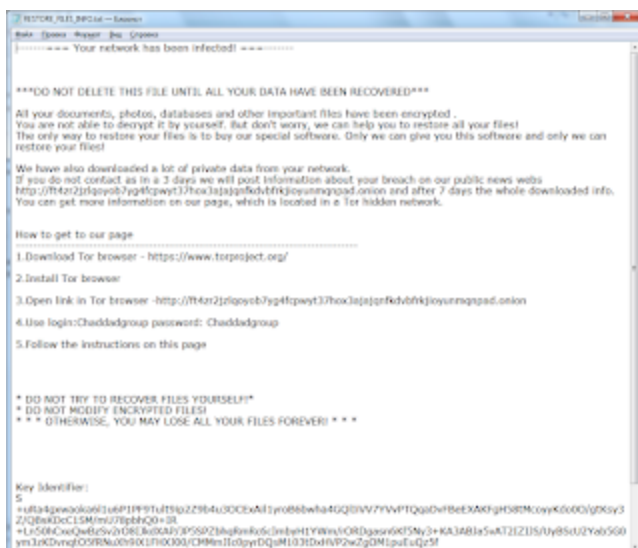 RESTORE_FILES_INFO.txt — Блокнот
Файл Правка Формат Вид Справка
Your network has been infected!
***DO NOT DELETE THIS FILE UNTIL ALL YOUR DATA HAVE BEEN RECOVERED***
All your documents, photos, databases and other important files have been encrypted .
You are not able to decrypt it by yourself. But don't worry, we can help you to restore all your files!
The only way to restore your files is to buy our special software. Only we can give you this software and only we can
restore your files!
We have also downloaded a lot of private data from your network.
If you do not contact as in a 3 days we will post information about your breach on our public news webs
and after 7 days the whole downloaded info.
You can get more information on our page, which is located in a Tor hidden network.
How to get to our page
1.Download Tor browser - https://www.torproject.org/
2.Install Tor browser
3.Open link in Tor browser
4.Use login:Chaddadgroup password: Chaddadgroup
5.Follow the instructions on this page
* DO NOT TRY TO RECOVER FILES YOURSELF!*
* DO NOT MODIFY ENCRYPTED FILES!
* * * OTHERWISE, YOU MAY LOSE ALL YOUR FILES FOREVER! * * *
Key Identifier:
S